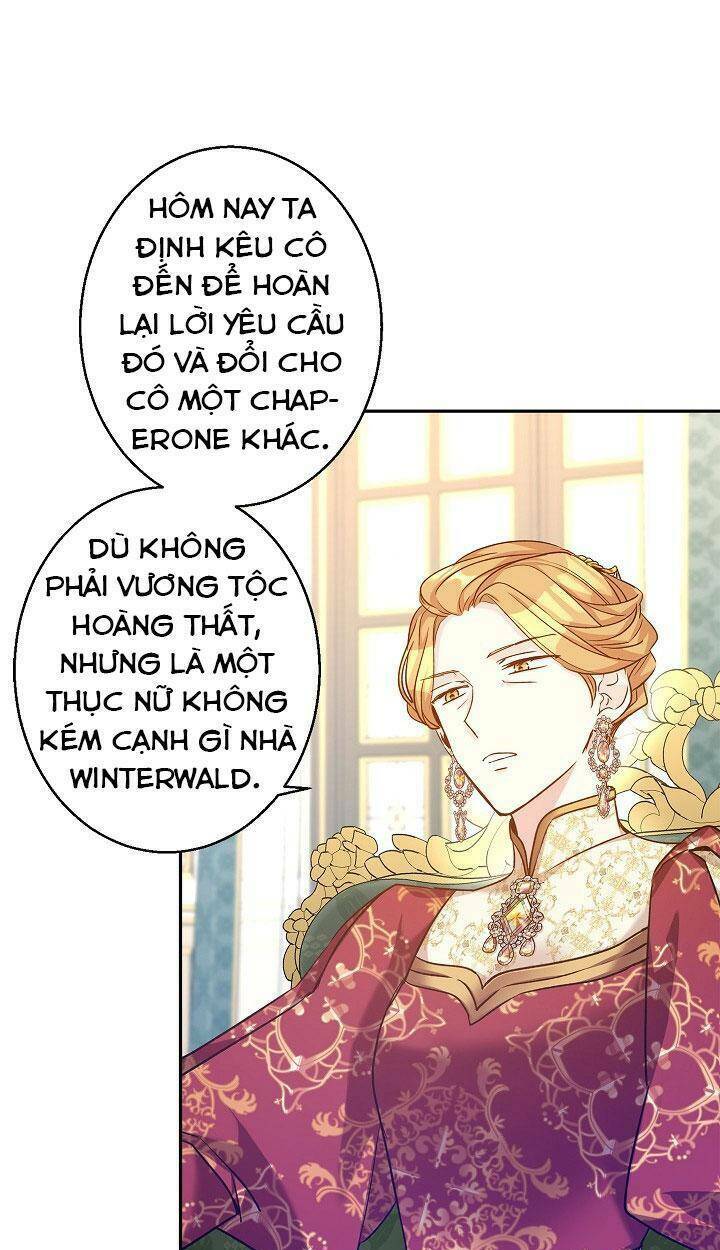 HÔM NAY TA
ĐỊNH KÊU CÔ
ĐẾN ĐỂ HOÀN
LẠI LỜI YÊU CẦU
ĐÓ VÀ ĐỔI CHO
CÔ MỘT CHAP-
ERONE KHÁC.
DÙ KHÔNG
PHẢI VƯƠNG TỘC
HOÀNG THẤT,
NHƯNG LÀ MỘT
THỤC NỮ KHÔNG
KÉM CẠNH GÌ NHÀ
WINTERWALD.